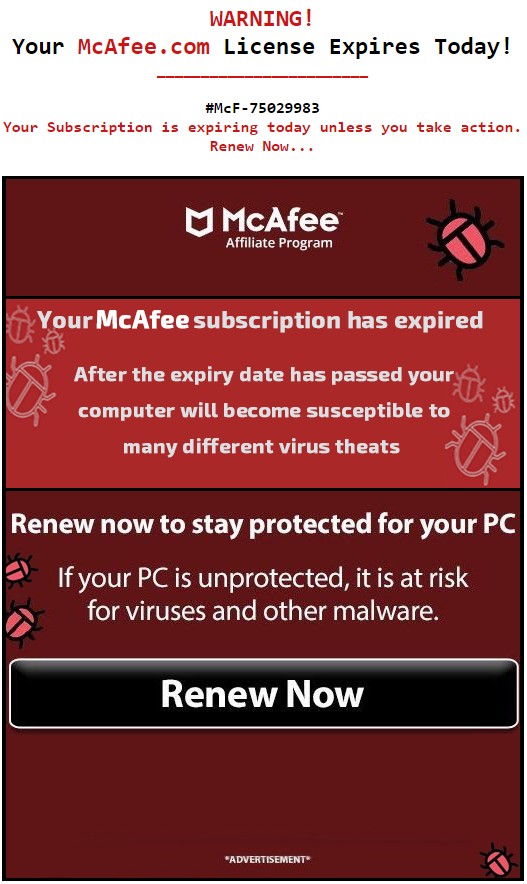 WARNING!
Your McAfee.com License Expires Today!
#McF-75029983
Your Subscription is expiring today unless you take action.
Renew Now...
McAfee™
Affiliate Program
Your McAfee subscription has expired
After the expiry date has passed your
computer will become susceptible to
many different virus theats
Renew now to stay protected for your PC
If your PC is unprotected, it is at risk
for viruses and other malware.
Renew Now
*ADVERTISEMENT*